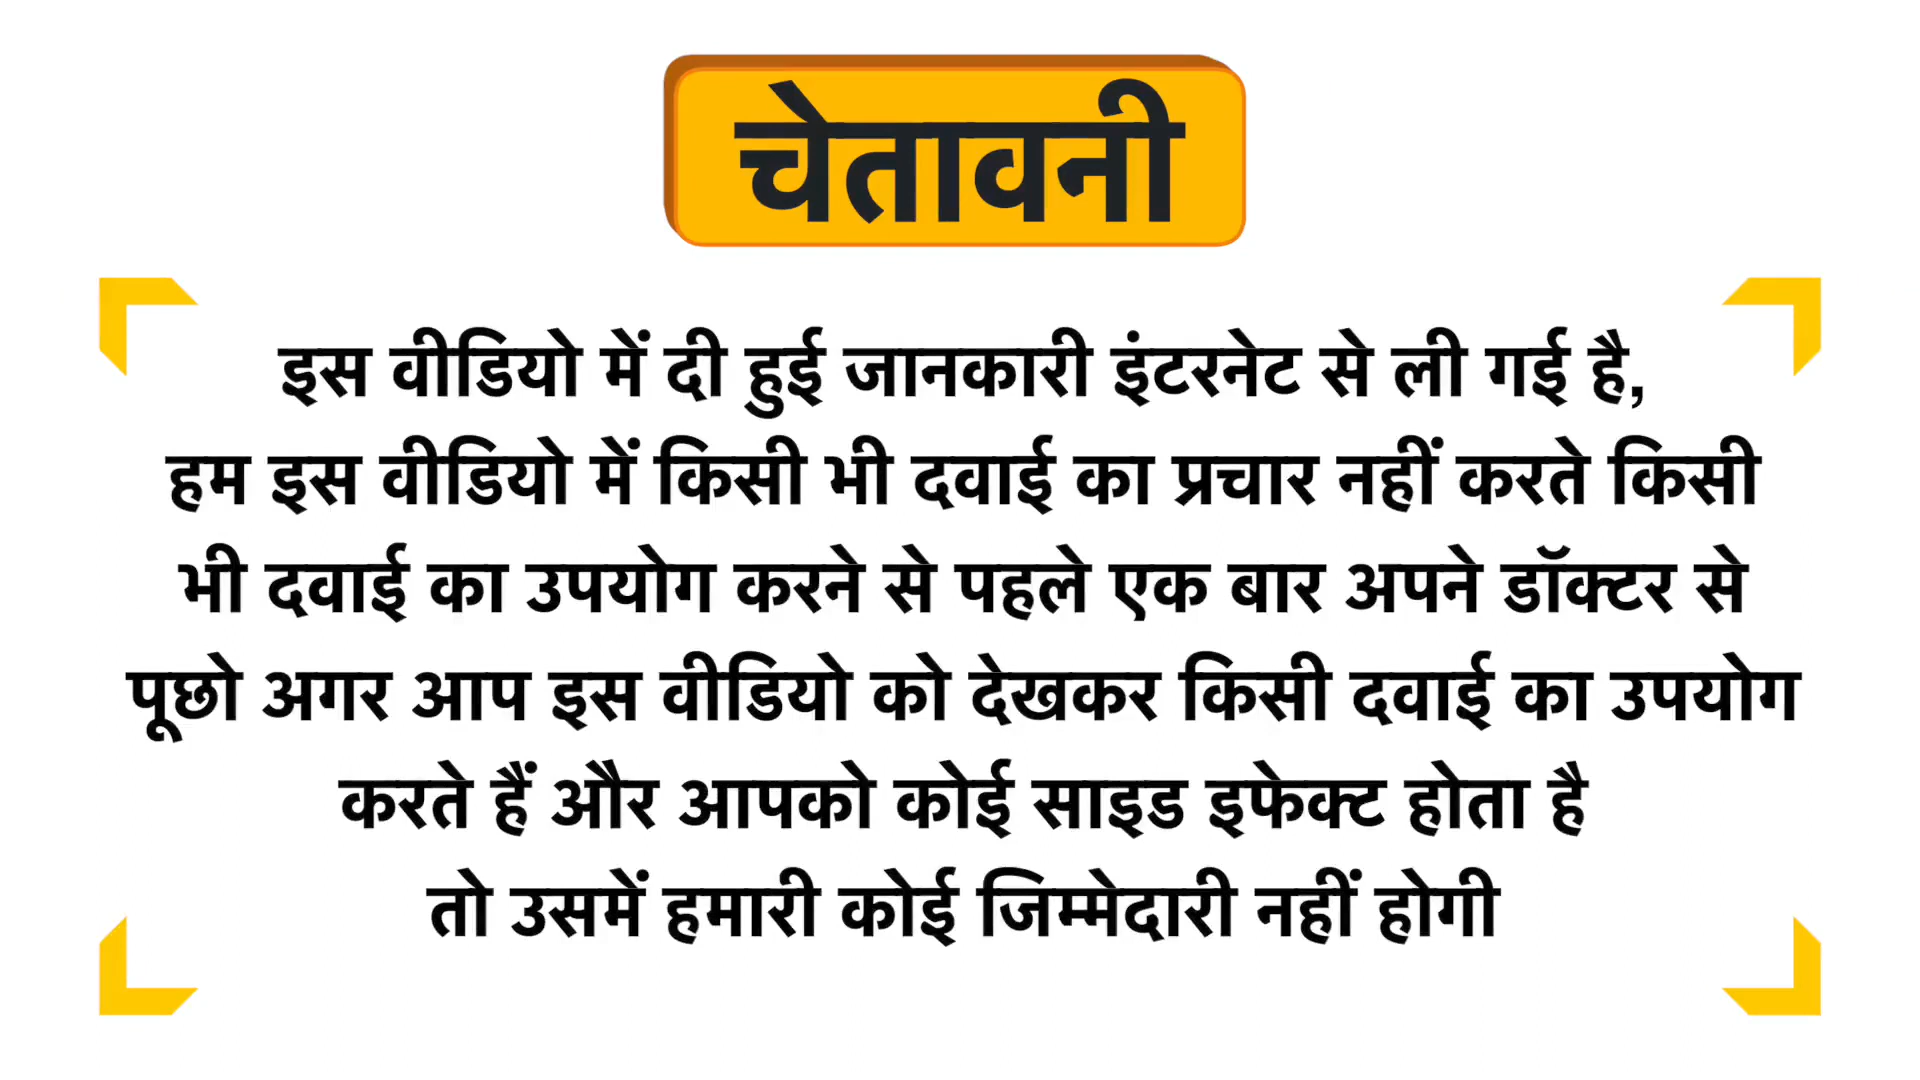 चेतावनी
इस वीडियो में दी हुई जानकारी इंटरनेट से ली गई है,
हम इस वीडियो में किसी भी दवाई का प्रचार नहीं करते किसी
भी दवाई का उपयोग करने से पहले एक बार अपने डॉक्टर से
पूछो अगर आप इस वीडियो को देखकर किसी दवाई का उपयोग
करते हैं और आपको कोई साइड इफेक्ट होता है
तो उसमें हमारी कोई जिम्मेदारी नहीं होगी